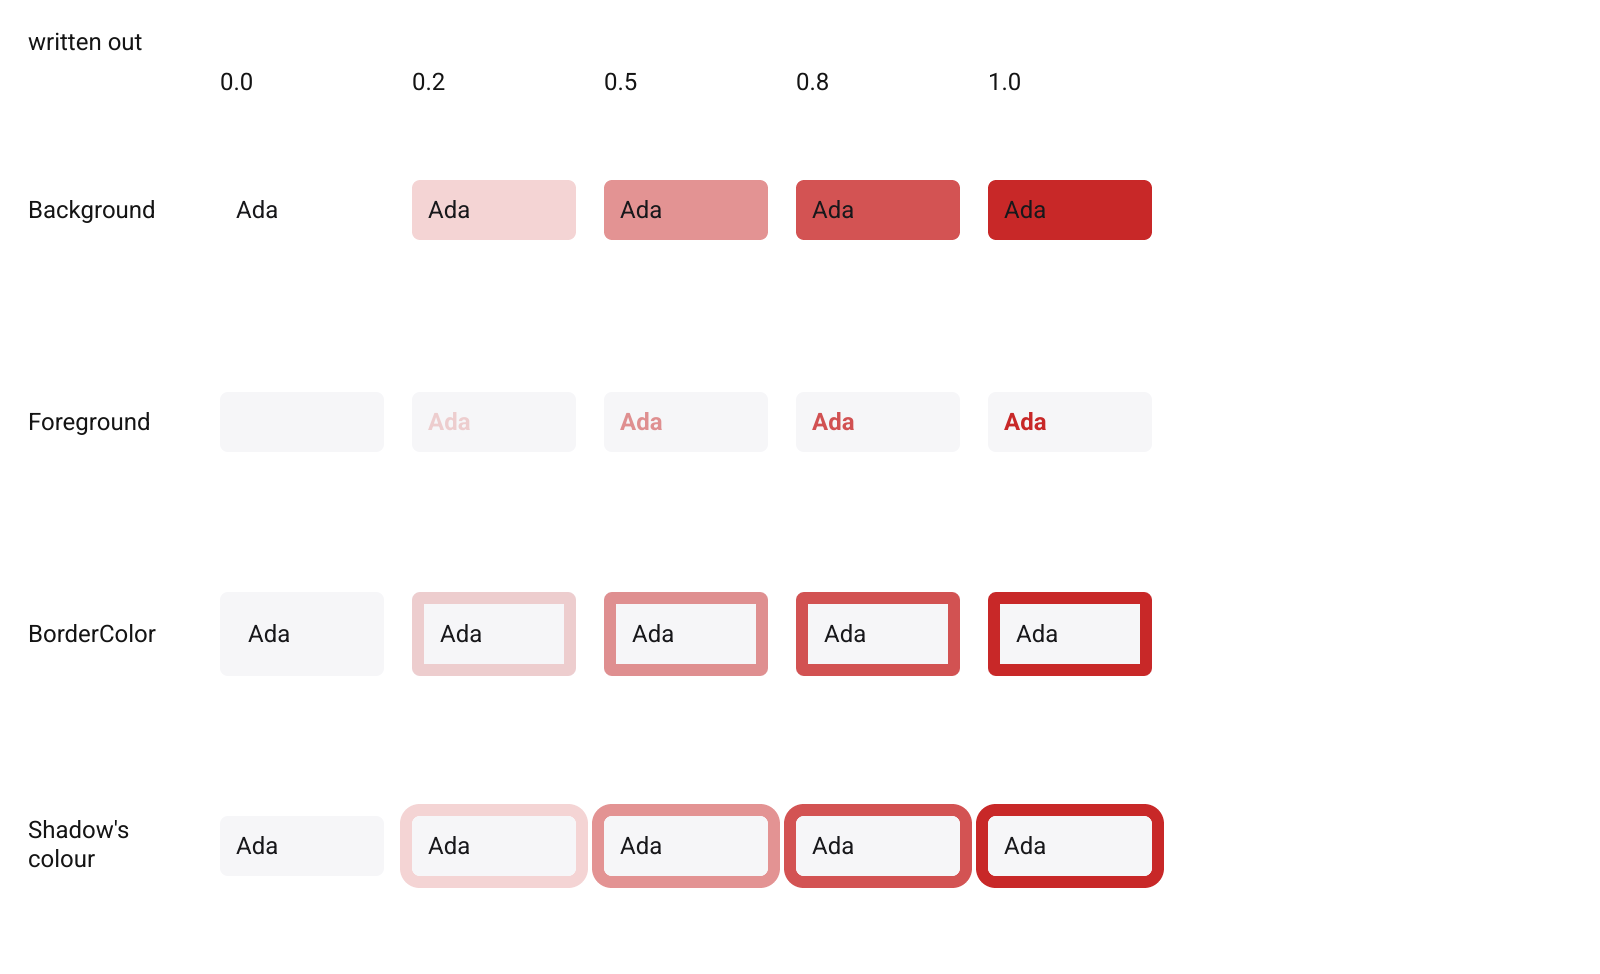 written out
0.0 0.2 0.5 0.8 1.0
Background Ada Ada Ada Ada Ada
Foreground Ada Ada Ada Ada
BorderColor Ada Ada Ada Ada Ada
Shadow's
colour Ada Ada Ada Ada Ada